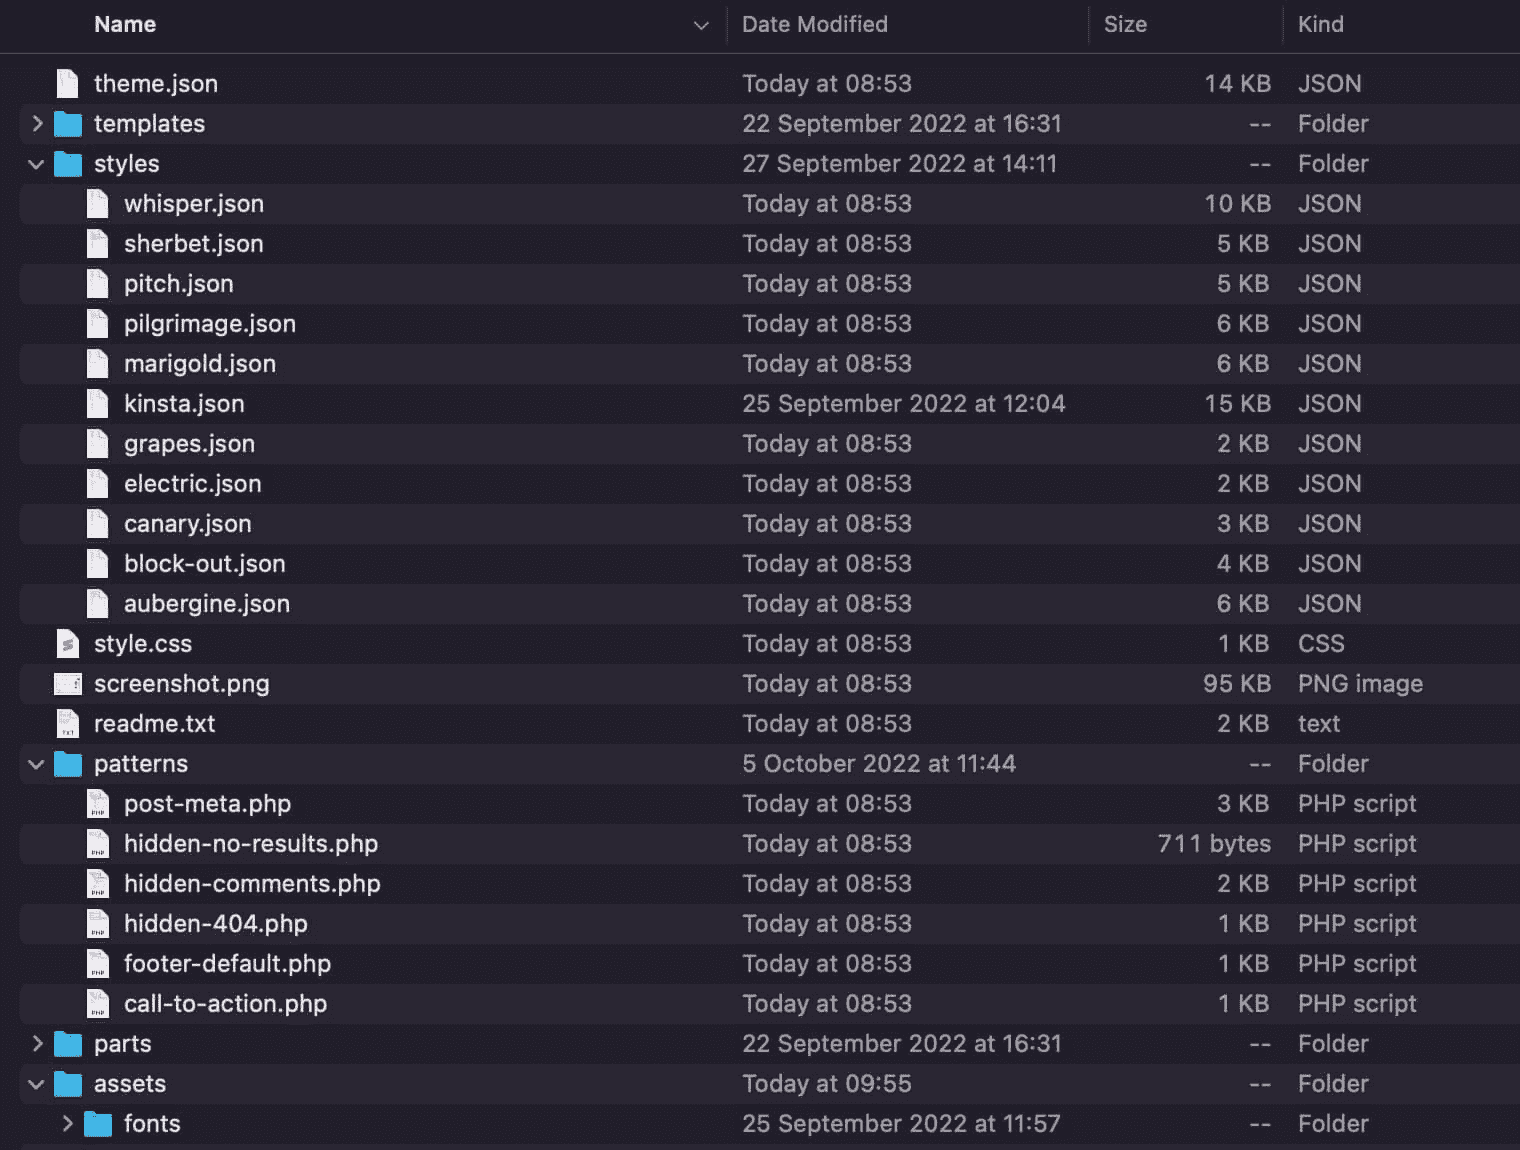 Name Date Modified Size Kind
theme.json Today at 08:53 14 KB JSON
templates 22 September 2022 at 16:31 -- Folder
styles 27 September 2022 at 14:11 -- Folder
whisper.json Today at 08:53 10 KB JSON
sherbet.json Today at 08:53 5 KB JSON
pitch.json Today at 08:53 5 KB JSON
pilgrimage.json Today at 08:53 6 KB JSON
marigold.json Today at 08:53 6 KB JSON
kinsta.json 25 September 2022 at 12:04 15 KB JSON
grapes.json Today at 08:53 2 KB JSON
electric.json Today at 08:53 2 KB JSON
canary.json Today at 08:53 3 KB JSON
block-out.json Today at 08:53 4 KB JSON
aubergine.json Today at 08:53 6 KB JSON
style.css Today at 08:53 1 KB CSS
screenshot.png Today at 08:53 95 KB PNG image
readme.txt Today at 08:53 2 KB text
patterns 5 October 2022 at 11:44 -- Folder
post-meta.php Today at 08:53 3 KB PHP script
hidden-no-results.php Today at 08:53 711 bytes PHP script
hidden-comments.php Today at 08:53 2 KB PHP script
hidden-404.php Today at 08:53 1 KB PHP script
footer-default.php Today at 08:53 1 KB PHP script
call-to-action.php Today at 08:53 1 KB PHP script
parts 22 September 2022 at 16:31 -- Folder
assets Today at 09:55 -- Folder
fonts 25 September 2022 at 11:57 -- Folder